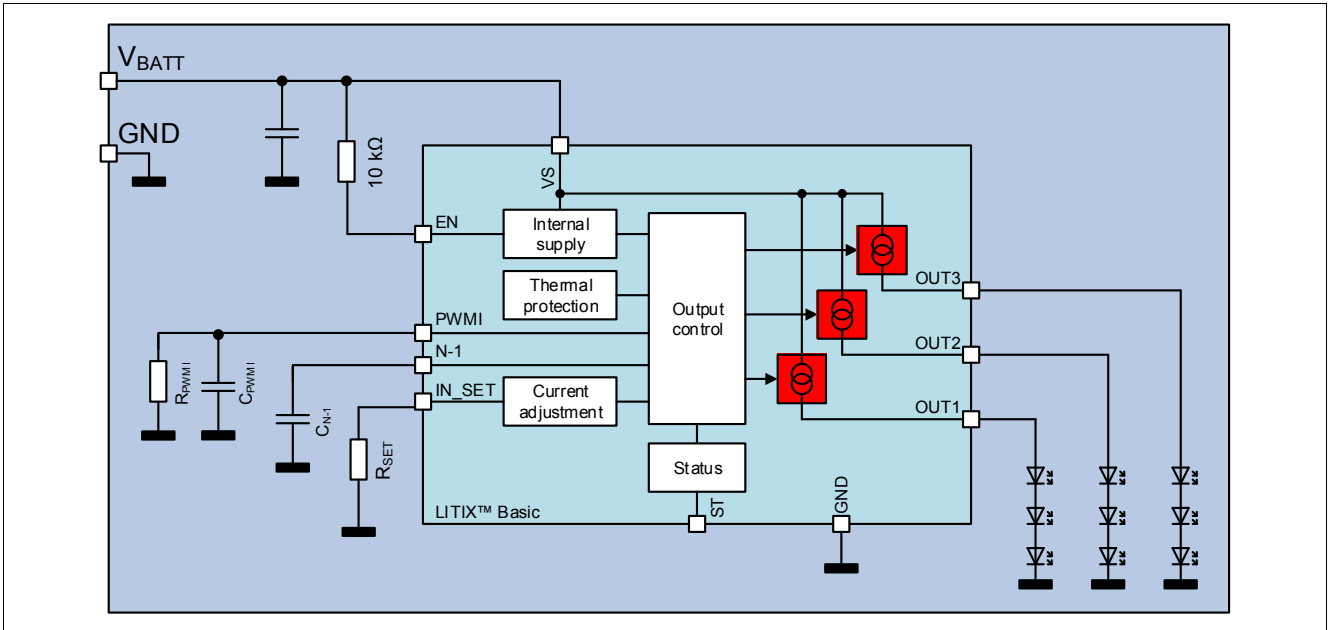 VBATT
GND
10 kΩ
VS
EN
Internal
supply
Thermal
protection
Output
control
OUT3
PWMI
OUT2
N-1
IN_SET
Current
adjustment
OUT1
RPWMI
CPWMI
CN-1
RSET
Status
ST
GND
LITIX™ Basic